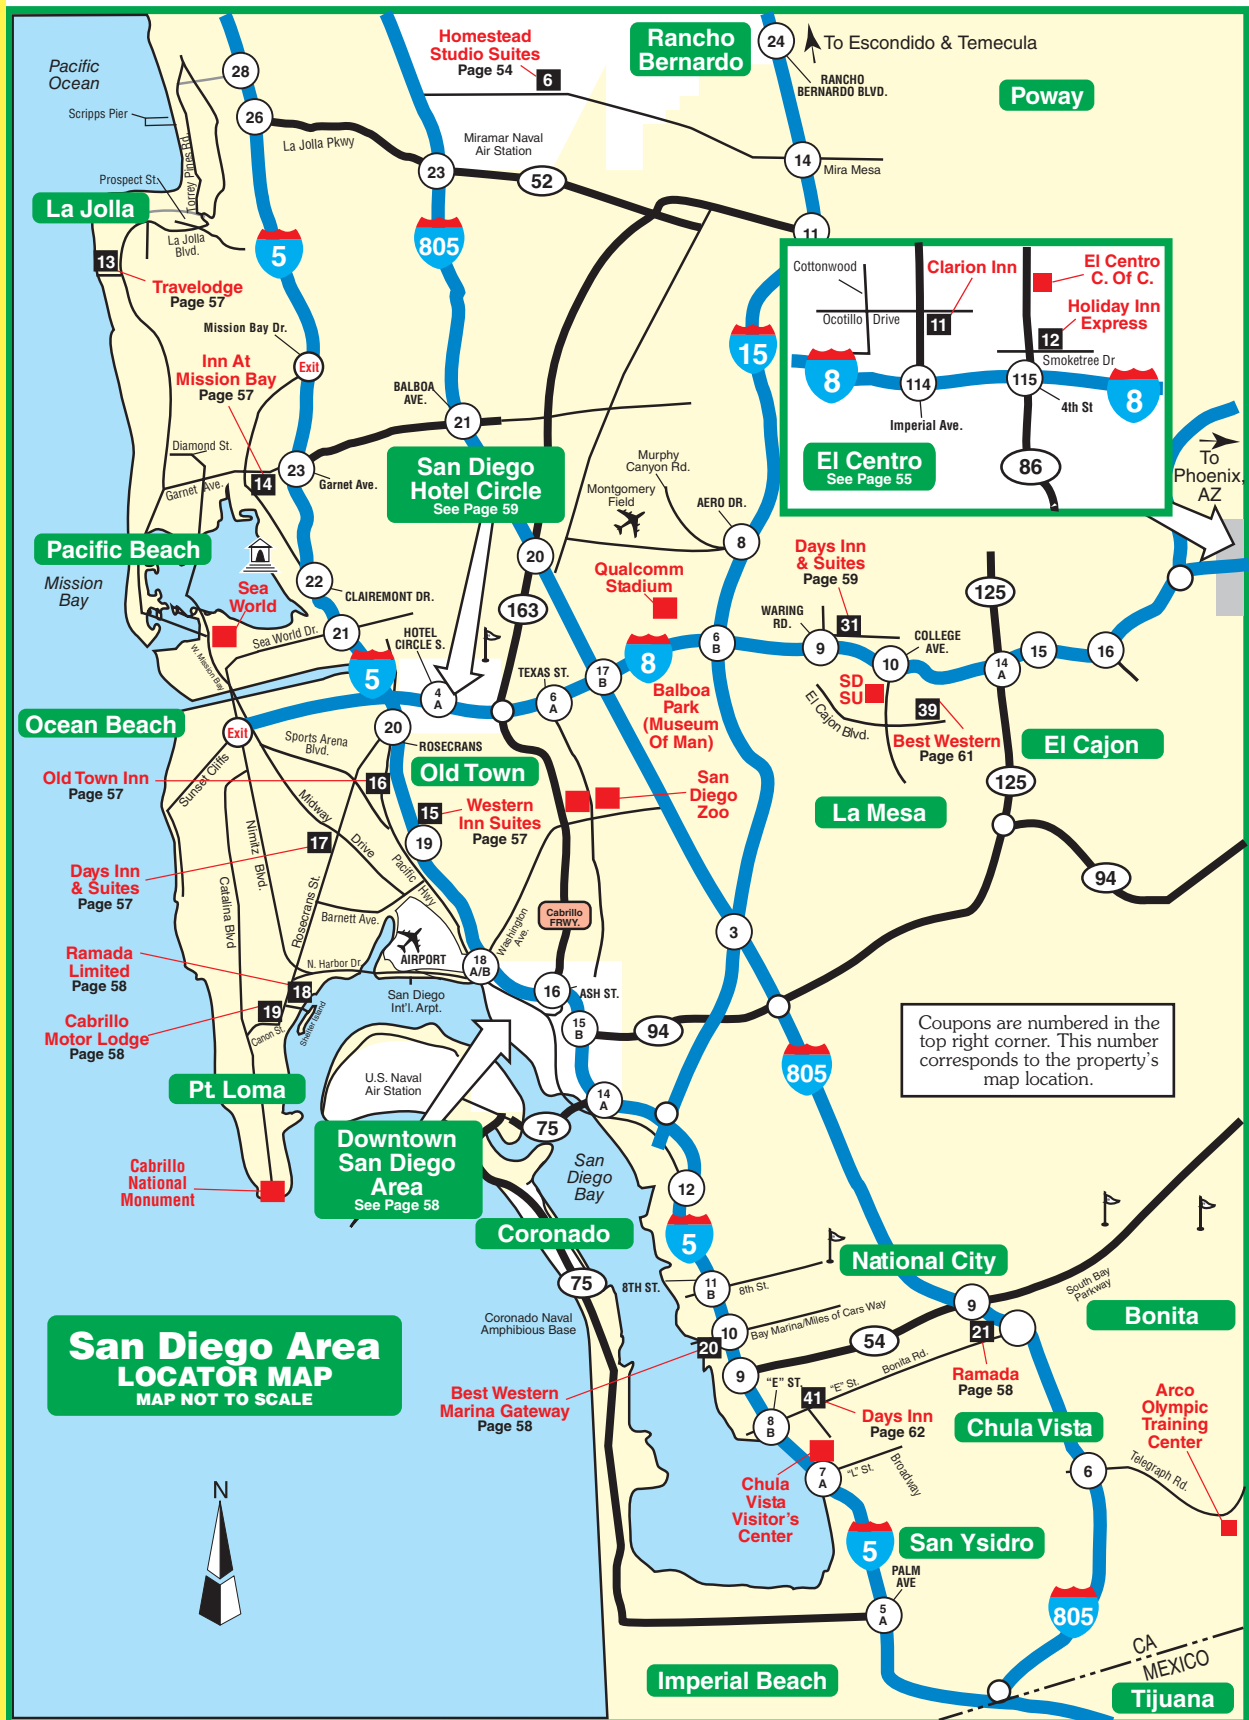 Pacific
Ocean
Scripps Pier
28
26
La Jolla Pkwy
Homestead
Studio Suites
Page 54
6
Miramar Naval
Air Station
Rancho
Bernardo
24
To Escondido & Temecula
RANCHO
BERNARDO BLVD.
Poway
14
Mira Mesa
23
52
11
Prospect St.
Torrey Pines Rd.
La Jolla
La Jolla
Blvd.
5
805
13
Travelodge
Page 57
Mission Bay Dr.
Exit
Inn At
Mission Bay
Page 57
15
Cottonwood
Ocotillo Drive
Clarion Inn
11
El Centro
C. Of C.
Holiday Inn
Express
12
Smoketree Dr
8
114
115
8
Imperial Ave.
4th St
El Centro
See Page 55
86
To
Phoenix,
AZ
BALBOA
AVE.
21
Diamond St.
Garnet Ave.
14
23
Garnet Ave.
San Diego
Hotel Circle
See Page 59
Murphy
Canyon Rd.
Montgomery
Field
AERO DR.
8
20
Pacific Beach
Mission
Bay
Sea
World
22
CLAIREMONT DR.
21
Sea World Dr.
W. Mission Bay
163
Qualcomm
Stadium
Days Inn
& Suites
Page 59
WARING
RD.
31
9
COLLEGE
AVE.
10
125
14
A
15
16
HOTEL
CIRCLE S.
5
4
A
TEXAS ST.
6
A
17
B
8
6
B
SD
SU
El Cajon Blvd.
39
Best Western
Page 61
El Cajon
125
Ocean Beach
Exit
Sports Arena
Blvd.
20
ROSECRANS
Old Town
Balboa
Park
(Museum
Of Man)
Sunset Cliffs
Old Town Inn
Page 57
16
15
Western
Inn Suites
Page 57
San
Diego
Zoo
La Mesa
94
Midway
Drive
17
Nimitz Blvd.
Pacific
Hwy
19
Days Inn
& Suites
Page 57
Catalina Blvd
Rosecrans St.
Barnett Ave.
Washington
Ave.
Cabrillo
FRWY.
3
Ramada
Limited
Page 58
N. Harbor Dr.
AIRPORT
18
A/B
18
San Diego
Int'l. Arpt.
16
ASH ST.
19
Cabrillo
Motor Lodge
Page 58
Canon St.
Shelter Island
15
B
94
Coupons are numbered in the
top right corner. This number
corresponds to the property's
map location.
805
U.S. Naval
Air Station
Pt. Loma
14
A
75
Downtown
San Diego
Area
See Page 58
San
Diego
Bay
Cabrillo
National
Monument
12
Coronado
5
National City
75
8TH ST.
11
B
8th St.
South Bay
Parkway
Bonita
Coronado Naval
Amphibious Base
10
Bay Marina/Miles of Cars Way
9
54
21
20
Bonita Rd.
Ramada
Page 58
San Diego Area
LOCATOR MAP
MAP NOT TO SCALE
9
"E" ST.
"E" St.
Best Western
Marina Gateway
Page 58
41
Days Inn
Page 62
8
B
Chula Vista
Arco
Olympic
Training
Center
Telegraph Rd.
6
7
A
"L" St.
Broadway
Chula
Vista
Visitor's
Center
N
5
San Ysidro
PALM
AVE
5
A
805
CA
MEXICO
Imperial Beach
Tijuana